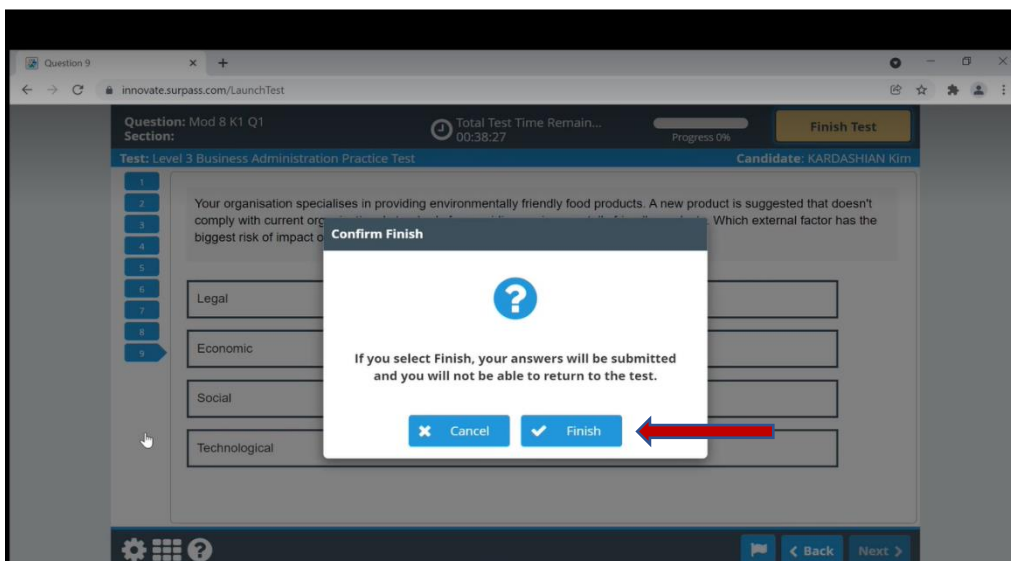 Question 9
innovate.surpass.com/LaunchTest
Question: Mod 8 K1 Q1
Section:
Total Test Time Remain...
00:38:27
Progress 0%
Finish Test
Test: Level 3 Business Administration Practice Test
Candidate: KARDASHIAN Kim
1
2
3
4
5
6
7
8
9
Your organisation specialises in providing environmentally friendly food products. A new product is suggested that doesn't
comply with current Which external factor has the
biggest risk of impact
Legal
Economic
Social
Technological
Confirm Finish
?
If you select Finish, your answers will be submitted
and you will not be able to return to the test.
Cancel
Finish
?
Back
Next